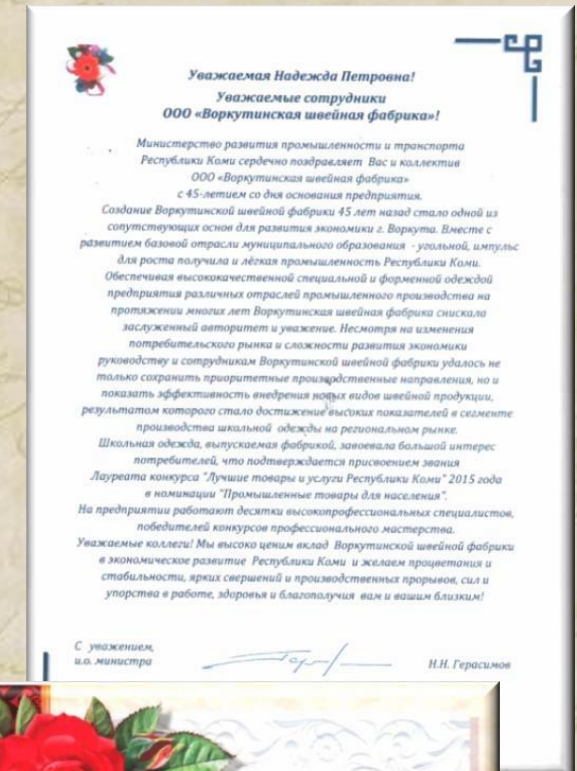 Уважаемая Надежда Петровна!
Уважаемые сотрудники
ООО «Воркутинская швейная фабрика»!
Министерство развития промышленности и транспорта
Республики Коми сердечно поздравляет Вас и коллектив
ООО «Воркутинская швейная фабрика»
с 45-летием со дня основания предприятия.
Создание Воркутинской швейной фабрики 45 лет назад стало одной из
сопутствующих основ для развития экономики г. Воркута. Вместе с
развитием базовой отрасли муниципального образования - угольной, импульс
для роста получила и лёгкая промышленность Республики Коми.
Обеспечивая высококачественной специальной и форменной одеждой
предприятия различных отраслей промышленного производства на
протяжении многих лет Воркутинская швейная фабрика снискала
заслуженный авторитет и уважение. Несмотря на изменения
потребительского рынка и сложности развития экономики
руководству и сотрудникам Воркутинской швейной фабрики удалось не
только сохранить приоритетные производственные направления, но и
показать эффективность внедрения новых видов швейной продукции,
результатом которого стало достижение высоких показателей в сегменте
производства школьной одежды на региональном рынке.
Школьная одежда, выпускаемая фабрикой, завоевала большой интерес
потребителей, что подтверждается присвоением звания
Лауреата конкурса "Лучшие товары и услуги Республики Коми" 2015 года
в номинации "Промышленные товары для населения".
На предприятии работают десятки высокопрофессиональных специалистов,
победителей конкурсов профессионального мастерства.
Уважаемые коллеги! Мы высоко ценим вклад Воркутинской швейной фабрики
в экономическое развитие Республики Коми и желаем процветания и
стабильности, ярких свершений и производственных прорывов, сил и
упорства в работе, здоровья и благополучия вам и вашим близким!
С уважением,
и.о. министра
Н.Н. Герасимов